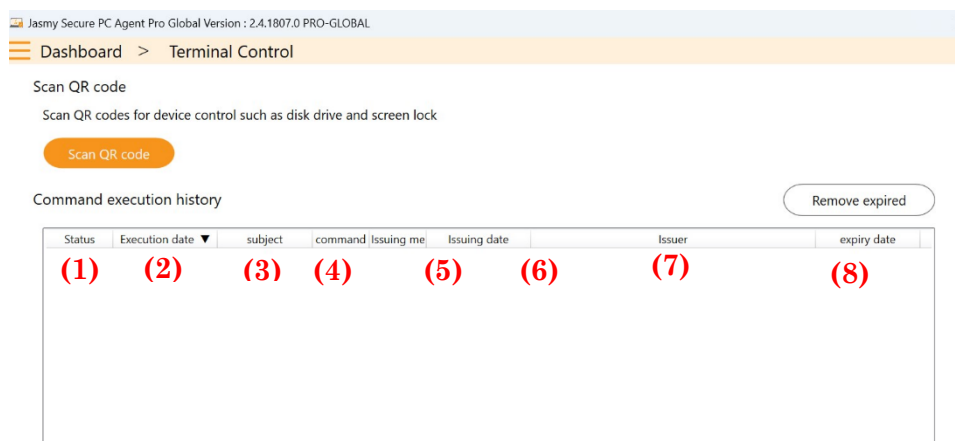 Jasmy Secure PC Agent Pro Global Version : 2.4.1807.0 PRO-GLOBAL
Dashboard > Terminal Control
Scan QR code
Scan QR codes for device control such as disk drive and screen lock
Scan QR code
Command execution history
Remove expired
Status Execution date ▼ subject command Issuing me Issuing date Issuer expiry date
(1) (2) (3) (4) (5) (6) (7) (8)